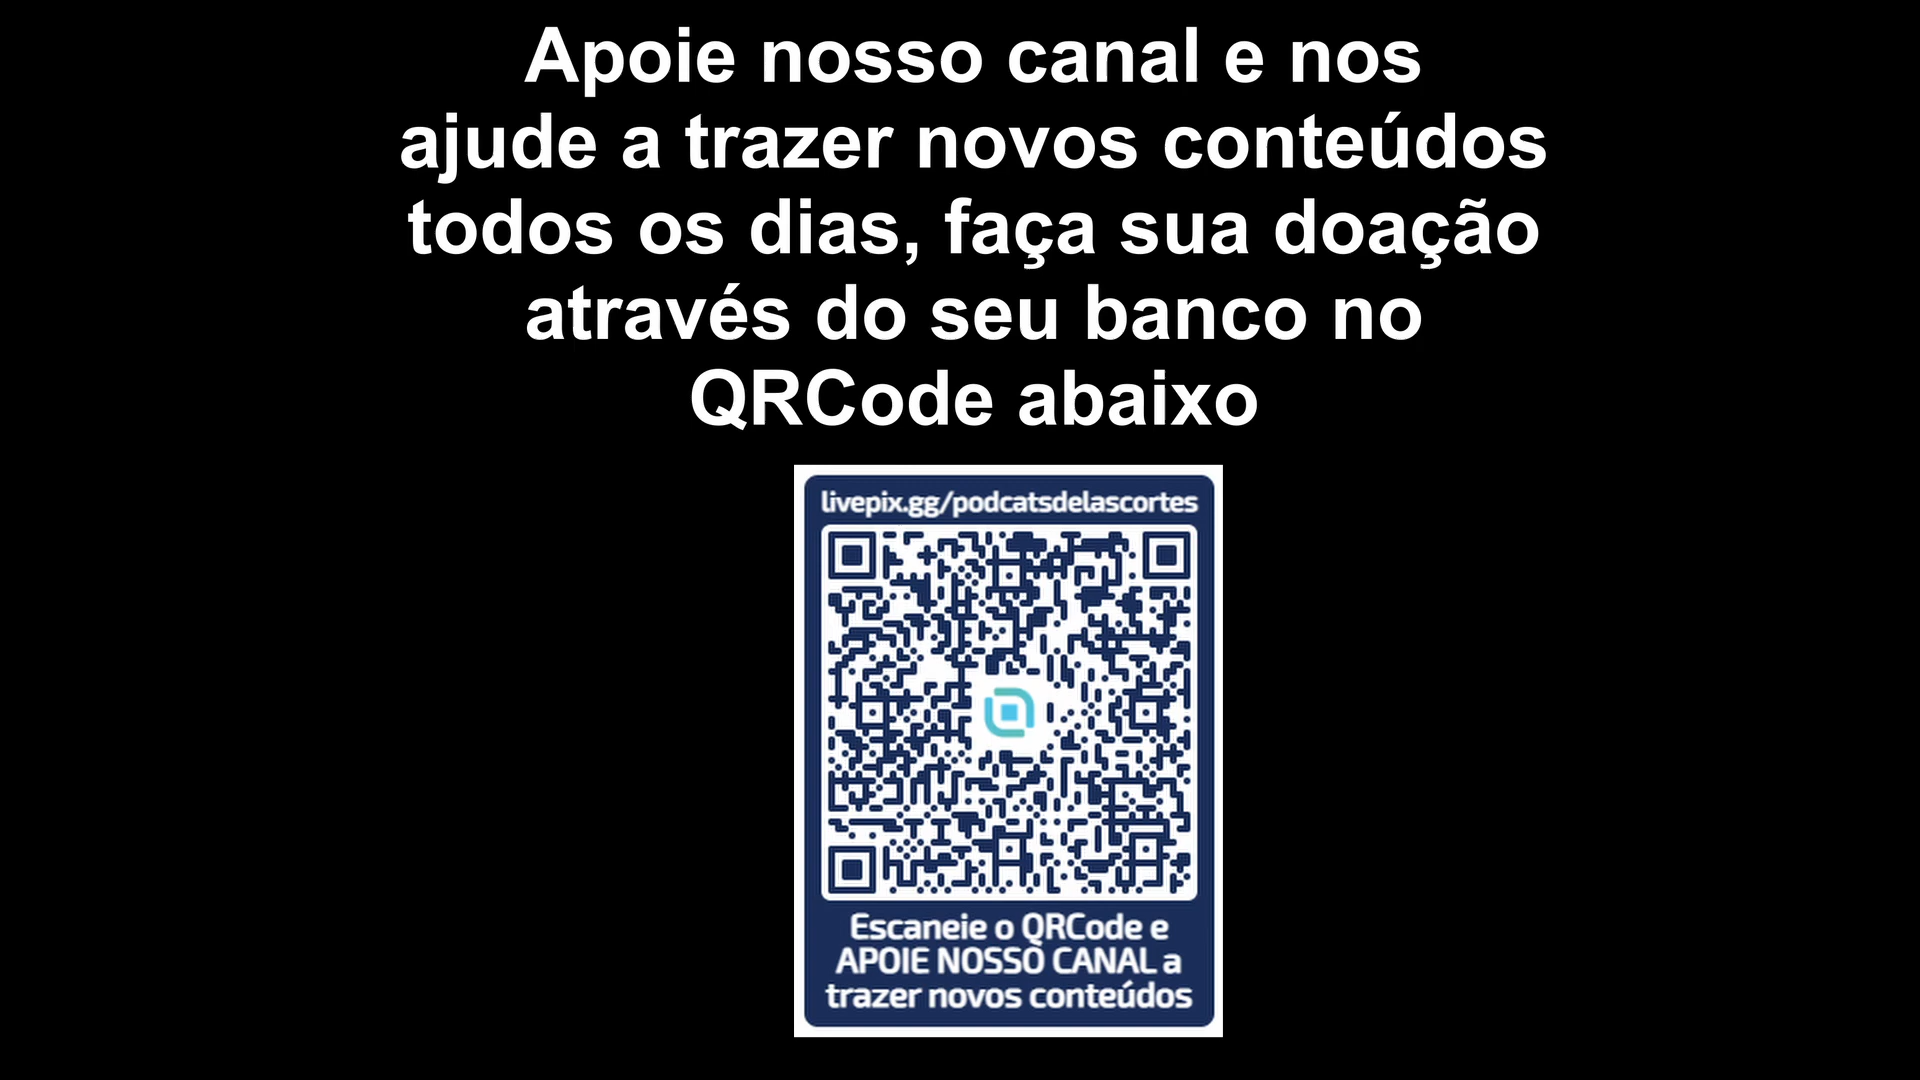 Apoie nosso canal e nos
ajude a trazer novos conteúdos
todos os dias, faça sua doação
através do seu banco no
QRCode abaixo
livepix.gg/podcatsdelascortes
Escaneie o QRCode e
APOIE NOSSO CANAL a
trazer novos conteúdos